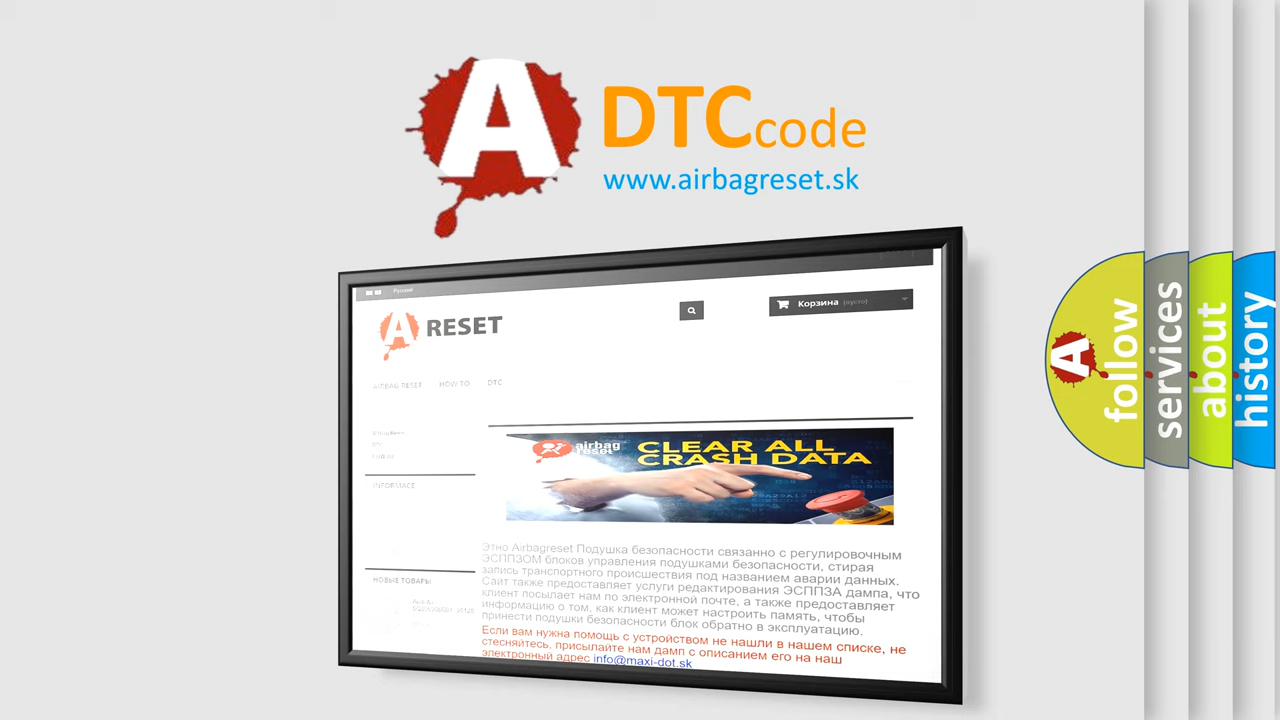 A
DTCcode
www.airbagreset.sk
Русский
A RESET
Корзина (пусто)
AIRBAG RESET HOW TO DTC
INFORMACE
НОВЫЕ ТОВАРЫ
airbag
reset
CLEAR ALL
CRASH DATA
Этно Airbagreset Подушка безопасности связанно с регулировочным
ЭСППЗОМ блоков управления подушками безопасности, стирая
запись транспортного происшествия под названием аварии данных.
Сайт также предоставляет услуги редактирования ЭСППЗА дампа, что
клиент посылает нам по электронной почте, а также предоставляет
информацию о том, как клиент может настроить память, чтобы
принести подушки безопасности блок обратно в эксплуатацию.
Если вам нужна помощь с устройством не нашли в нашем списке, не
стесняйтесь, присылайте нам дамп с описанием его на наш
электронный адрес info@maxi-dot.sk
A
follow
services
about
history